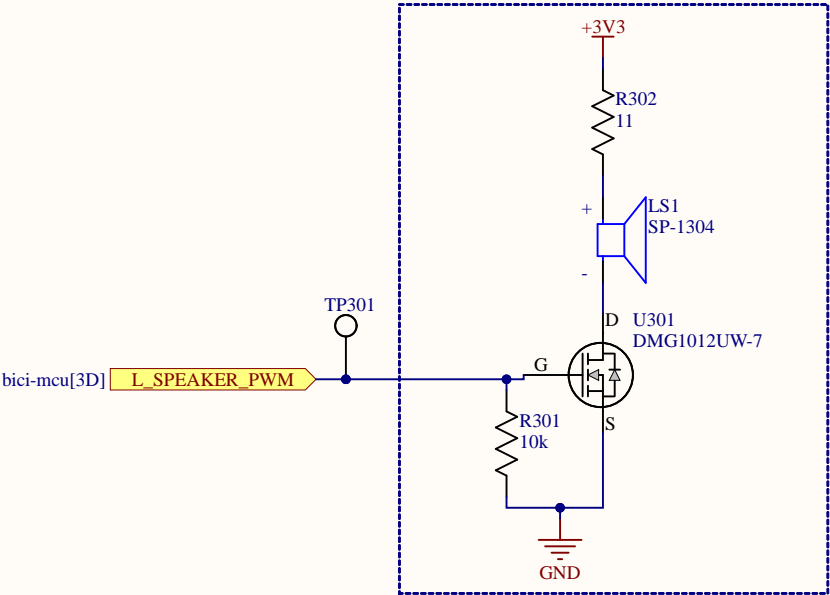 +3V3
R302
11
+
LS1
SP-1304
-
TP301
D
U301
DMG1012UW-7
G
bici-mcu[3D]
L_SPEAKER_PWM
S
R301
10k
GND